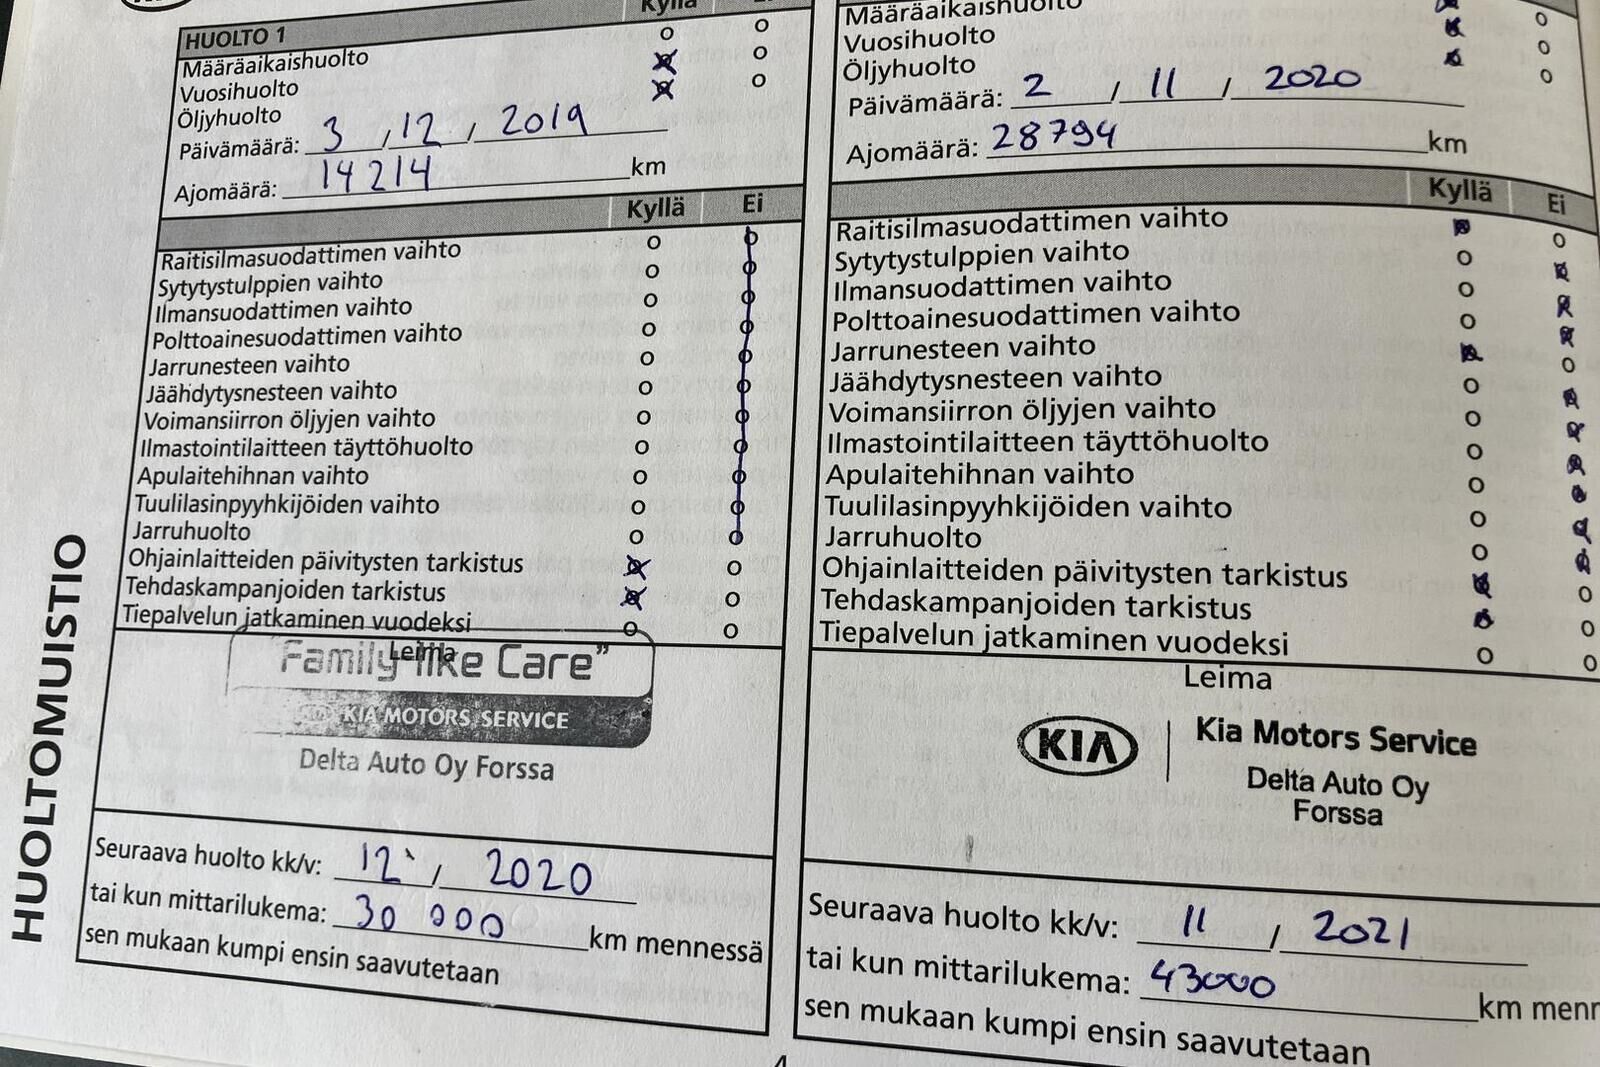 HUOLTOMUISTIO
HUOLTO 1
Kyllä Ei
Määräaikaishuolto
Vuosihuolto
Öljyhuolto
Päivämäärä: 3 / 12 / 2019
Ajomäärä: 14214 km
Kyllä Ei
Raitisilmasuodattimen vaihto
Sytytystulppien vaihto
Ilmansuodattimen vaihto
Polttoainesuodattimen vaihto
Jarrunesteen vaihto
Jäähdytysnesteen vaihto
Voimansiirron öljyjen vaihto
Ilmastointilaitteen täyttöhuolto
Apulaitehihnan vaihto
Tuulilasinpyyhkijöiden vaihto
Jarruhuolto
Ohjainlaitteiden päivitysten tarkistus
Tehdaskampanjoiden tarkistus
Tiepalvelun jatkaminen vuodeksi
Leima
"Family-like Care"
KIA MOTORS SERVICE
Delta Auto Oy Forssa
Seuraava huolto kk/v: 12 / 2020
tai kun mittarilukema: 30 000 km mennessä
sen mukaan kumpi ensin saavutetaan
Määräaikaishuolto
Vuosihuolto
Öljyhuolto
Päivämäärä: 2 / 11 / 2020
Ajomäärä: 28794 km
Kyllä Ei
Raitisilmasuodattimen vaihto
Sytytystulppien vaihto
Ilmansuodattimen vaihto
Polttoainesuodattimen vaihto
Jarrunesteen vaihto
Jäähdytysnesteen vaihto
Voimansiirron öljyjen vaihto
Ilmastointilaitteen täyttöhuolto
Apulaitehihnan vaihto
Tuulilasinpyyhkijöiden vaihto
Jarruhuolto
Ohjainlaitteiden päivitysten tarkistus
Tehdaskampanjoiden tarkistus
Tiepalvelun jatkaminen vuodeksi
Leima
KIA Kia Motors Service
Delta Auto Oy
Forssa
Seuraava huolto kk/v: 11 / 2021
tai kun mittarilukema: 43000 km menn
sen mukaan kumpi ensin saavutetaan